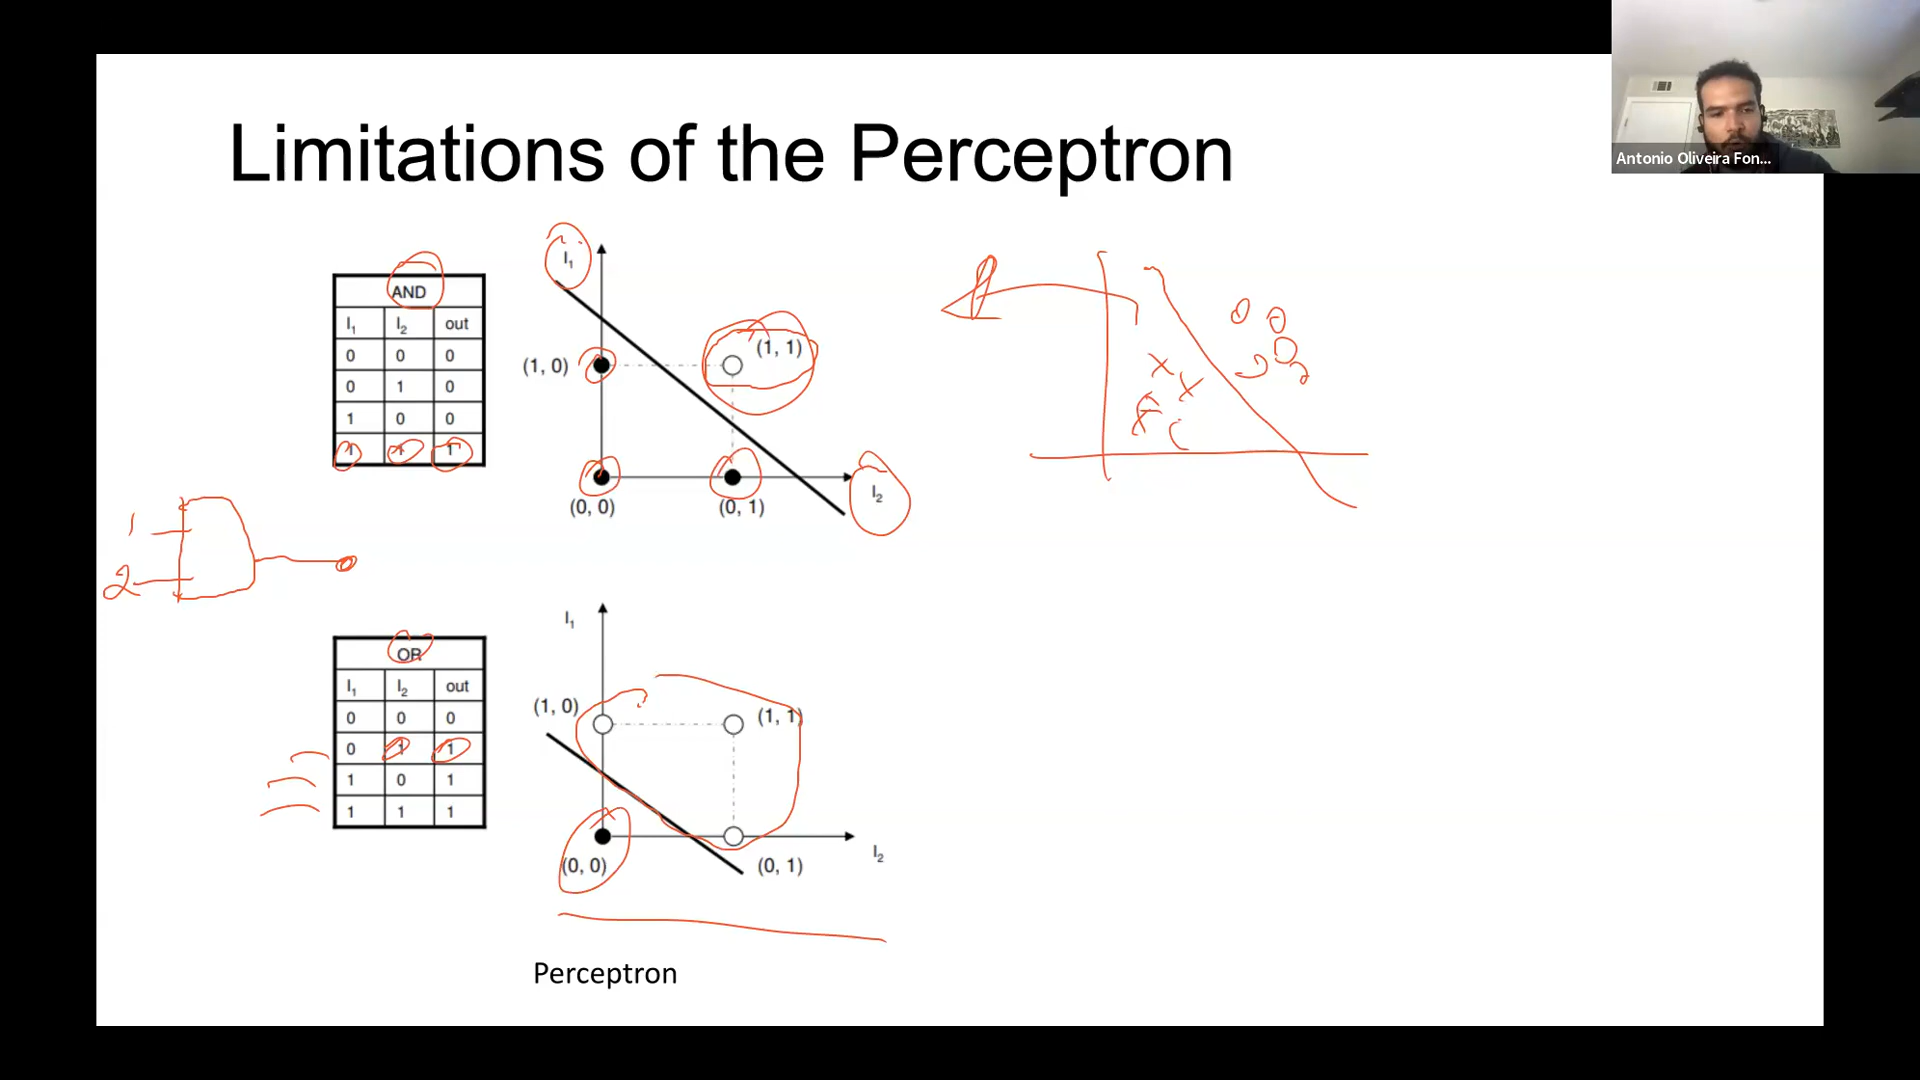 Antonio Oliveira Fon...
Limitations of the Perceptron
AND
I₁ I₂ out
0 0 0
0 1 0
1 0 0
1 1 1
I₁
(1, 0)
(1, 1)
(0, 0)
(0, 1)
I₂
1
2
OR
I₁ I₂ out
0 0 0
0 1 1
1 0 1
1 1 1
I₁
(1, 0)
(1, 1)
(0, 0)
(0, 1)
I₂
Perceptron